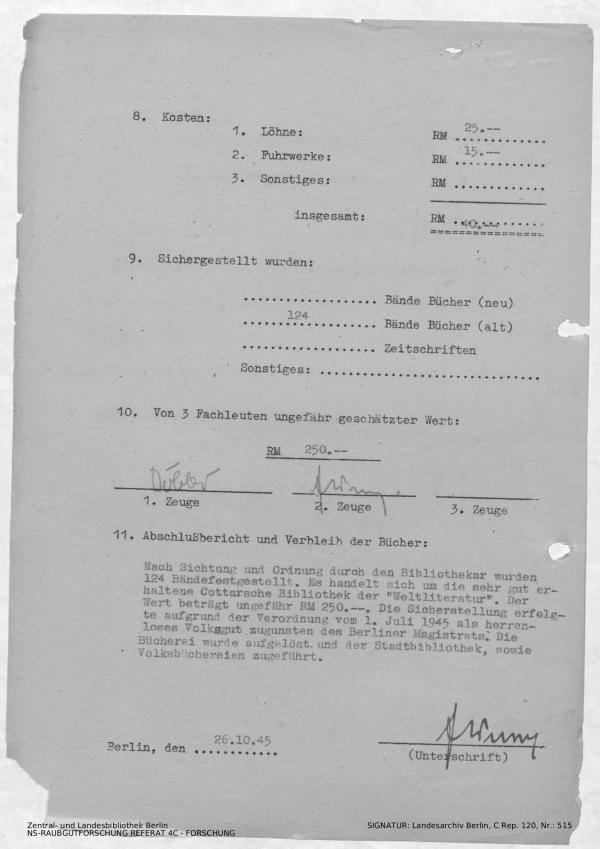 8. Kosten:
1. Löhne: RM 25.--
2. Fuhrwerke: RM 15.--
3. Sonstiges: RM ..............
insgesamt: RM 40.--
9. Sichergestellt wurden:
.................. Bände Bücher (neu)
124 Bände Bücher (alt)
.................. Zeitschriften
Sonstiges: ..............................
10. Von 3 Fachleuten ungefähr geschätzter Wert:
RM 250.--
1. Zeuge 2. Zeuge 3. Zeuge
11. Abschlußbericht und Verbleib der Bücher:
Nach Sichtung und Ordnung durch den Bibliothekar wurden
124 Bändefestgestellt. Es handelt sich um die sehr gut er-
haltene Cottarsche Bibliothek der "Weltliteratur". Der
Wert beträgt ungefähr RM 250.--. Die Sicherstellung erfolg-
te aufgrund der Verordnung vom 1. Juli 1945 als herren-
loses Volksgut zugunsten des Berliner Magistrats. Die
Bücherei wurde aufgelöst und der Stadtbibliothek, sowie
Volksbüchereien zugeführt.
Berlin, den 26.10.45
(Unterschrift)
Zentral- und Landesbibliothek Berlin
NS-RAUBGUTFORSCHUNG REFERAT 4C - FORSCHUNG
SIGNATUR: Landesarchiv Berlin, C Rep. 120, Nr.: 515